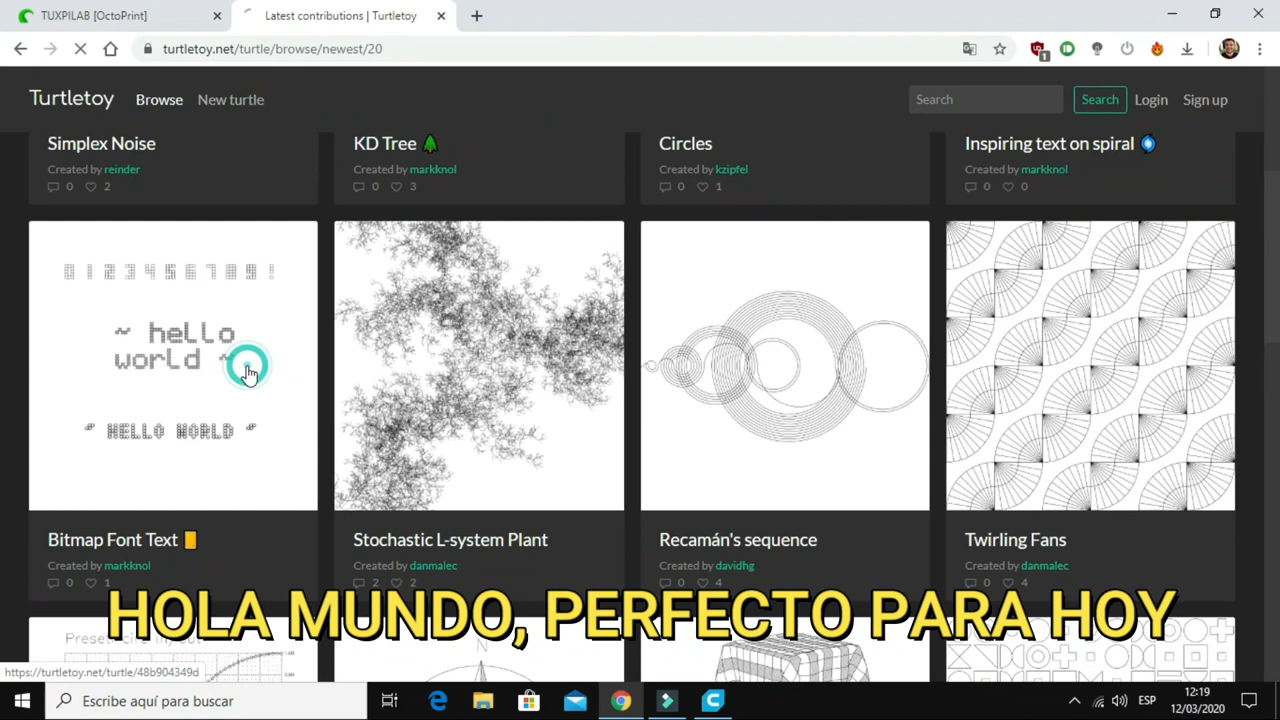 TUXPILAB [OctoPrint]
Latest contributions | Turtletoy
turtletoy.net/turtle/browse/newest/20
1
Turtletoy Browse New turtle Search Search Login Sign up
Simplex Noise
Created by reinder
0 2
KD Tree
Created by markknol
0 3
Circles
Created by kzipfel
0 1
Inspiring text on spiral
Created by markknol
0 0
0 1 2 3 4 5 6 7 8 9 !
~ hello
world ~
" HELLO WORLD "
Bitmap Font Text
Created by markknol
0 1
Stochastic L-system Plant
Created by danmalec
2 2
Recamán's sequence
Created by davidhg
0 4
Twirling Fans
Created by danmalec
0 4
HOLA MUNDO, PERFECTO PARA HOY
N
https://turtletoy.net/turtle/48b904349d
Escribe aquí para buscar
ESP
12:19
12/03/2020